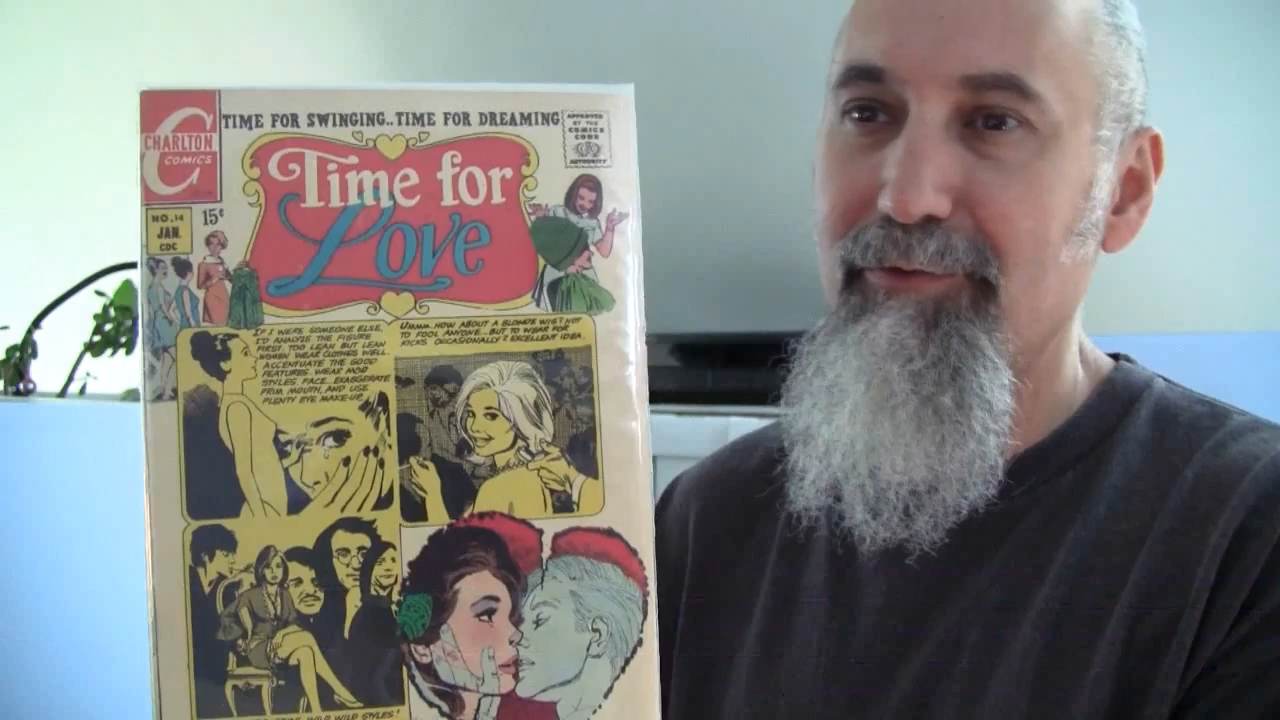 TIME FOR SWINGING..TIME FOR DREAMING
APPROVED
BY THE
COMICS
CODE
AUTHORITY
C
CHARLTON
COMICS
Time for
Love
NO.14
JAN.
CDC
15¢
IF I WERE SOMEONE ELSE,
I'D ANALYZE THE FIGURE
FIRST. TOO LEAN BUT LEAN
WOMEN WEAR CLOTHES WELL.
ACCENTUATE THE GOOD
FEATURES. WEAR MOD
STYLES. FACE...EXAGGERATE
PRIM MOUTH, AND USE
PLENTY EYE MAKE-UP.
UMMM. HOW ABOUT A BLONDE WIG? NOT
TO FOOL ANYONE...BUT TO WEAR FOR
KICKS OCCASIONALLY? EXCELLENT IDEA.
WILD WILD STYLES!